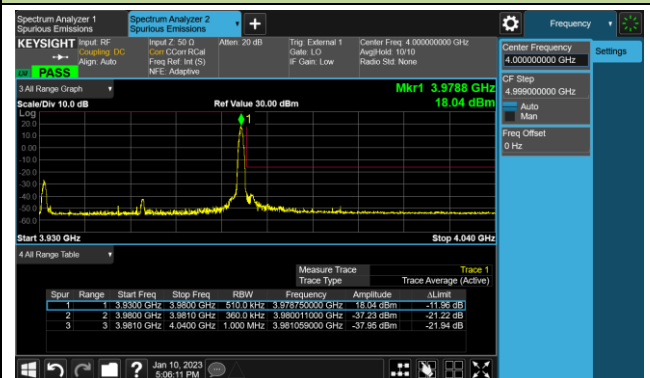 Spectrum Analyzer 1
Spurious Emissions
Spectrum Analyzer 2
Spurious Emissions
Frequency
KEYSIGHT
Input: RF
Coupling: DC
Align: Auto
Input Z: 50 Ω
Corr CCorr RCal
Freq Ref: Int (S)
NFE: Adaptive
Atten: 20 dB
Trig: External 1
Gate: LO
IF Gain: Low
Center Freq: 4.000000000 GHz
Avg|Hold: 10/10
Radio Std: None
PASS
Center Frequency
4.000000000 GHz
Settings
CF Step
4.999000000 GHz
Auto
Man
Freq Offset
0 Hz
3 All Range Graph
Mkr1 3.9788 GHz
Scale/Div 10.0 dB
Ref Value 30.00 dBm
18.04 dBm
Log
1
20.0
10.0
0.00
-10.0
-20.0
-30.0
-40.0
-50.0
-60.0
Start 3.930 GHz
Stop 4.040 GHz
4 All Range Table
Measure Trace Trace 1
Trace Type Trace Average (Active)
Spur Range Start Freq Stop Freq RBW Frequency Amplitude ΔLimit
1 1 3.9300 GHz 3.9800 GHz 510.0 kHz 3.978750000 GHz 18.04 dBm -11.96 dB
2 2 3.9800 GHz 3.9810 GHz 360.0 kHz 3.980011000 GHz -37.23 dBm -21.22 dB
3 3 3.9810 GHz 4.0400 GHz 1.000 MHz 3.981059000 GHz -37.95 dBm -21.94 dB
Jan 10, 2023
5:06:11 PM